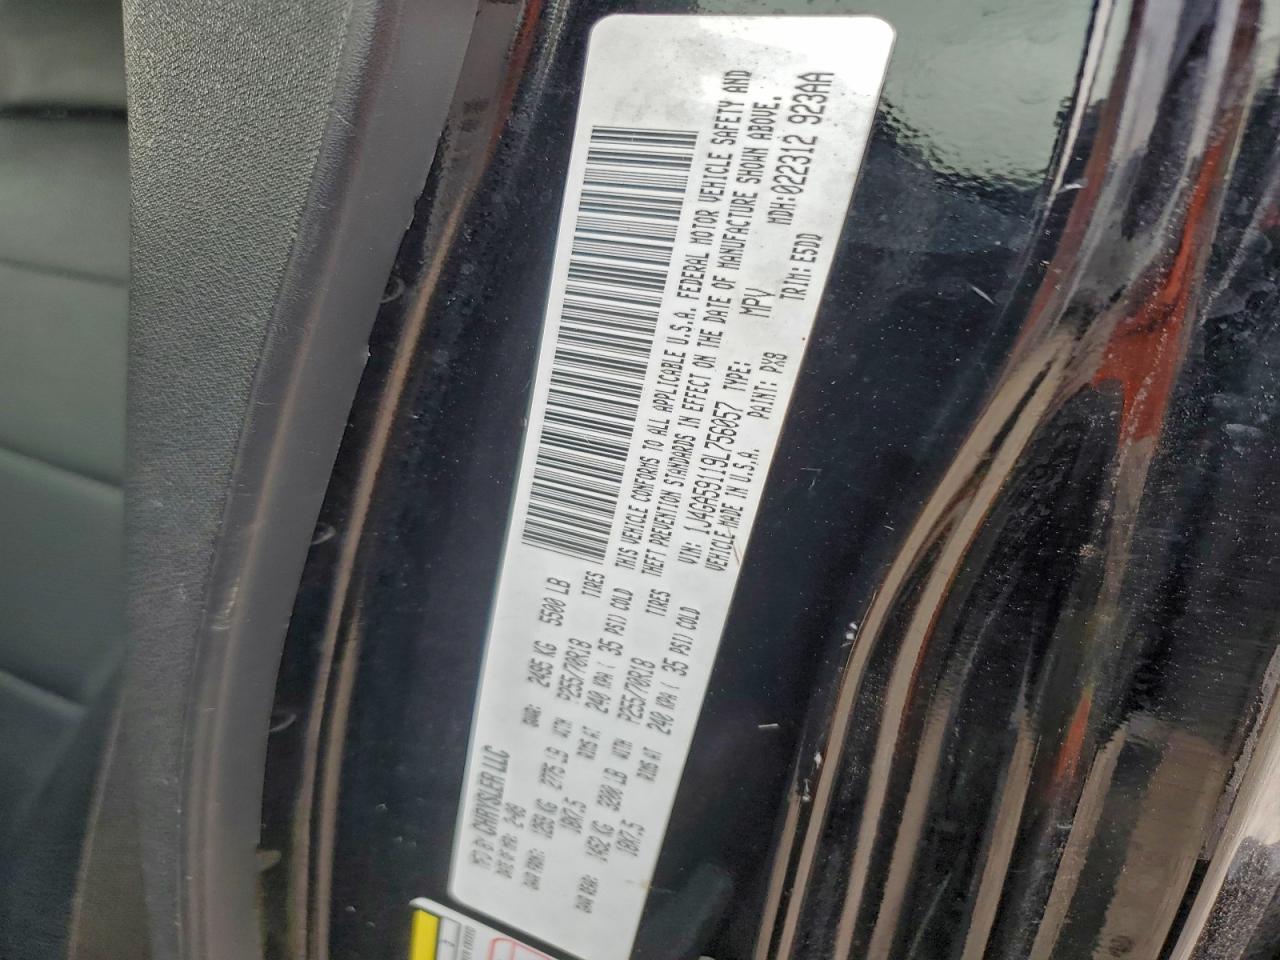 MFD BY CHRYSLER LLC
DATE OF MFR: 2-09 GVWR: 2495 KG 5500 LB
GAWR FRONT: 1259 KG 2775 LB WITH P255/70R18 TIRES
18X7.5 RIMS AT 240 KPA ( 35 PSI) COLD
GAWR REAR: 1452 KG 3200 LB WITH P255/70R18 TIRES
18X7.5 RIMS AT 240 KPA ( 35 PSI) COLD
THIS VEHICLE CONFORMS TO ALL APPLICABLE U.S.A. FEDERAL MOTOR VEHICLE SAFETY AND
THEFT PREVENTION STANDARDS IN EFFECT ON THE DATE OF MANUFACTURE SHOWN ABOVE.
VIN: 1J4GA59119L756057 TYPE: MPV MDH:022312 923AA
VEHICLE MADE IN U.S.A. PAINT: PX8 TRIM: E5DD